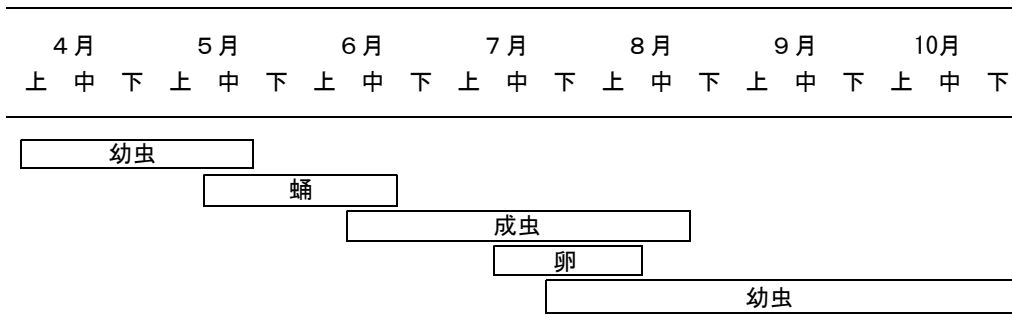 ４月 ５月 ６月 ７月 ８月 ９月 10月
上 中 下 上 中 下 上 中 下 上 中 下 上 中 下 上 中 下 上 中 下
幼虫
蛹
成虫
卵
幼虫